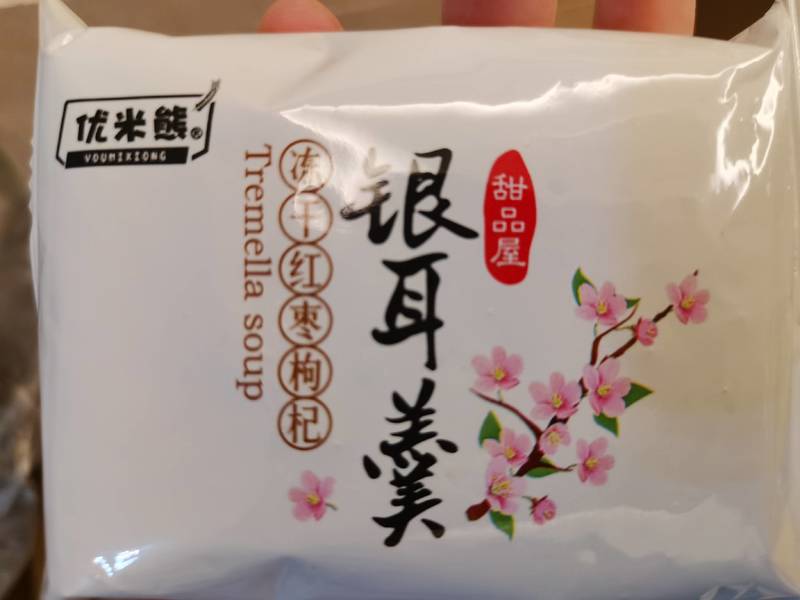 优米熊®
YOUMIXIONG
甜品屋
银耳羹
冻干红枣枸杞
Tremella soup